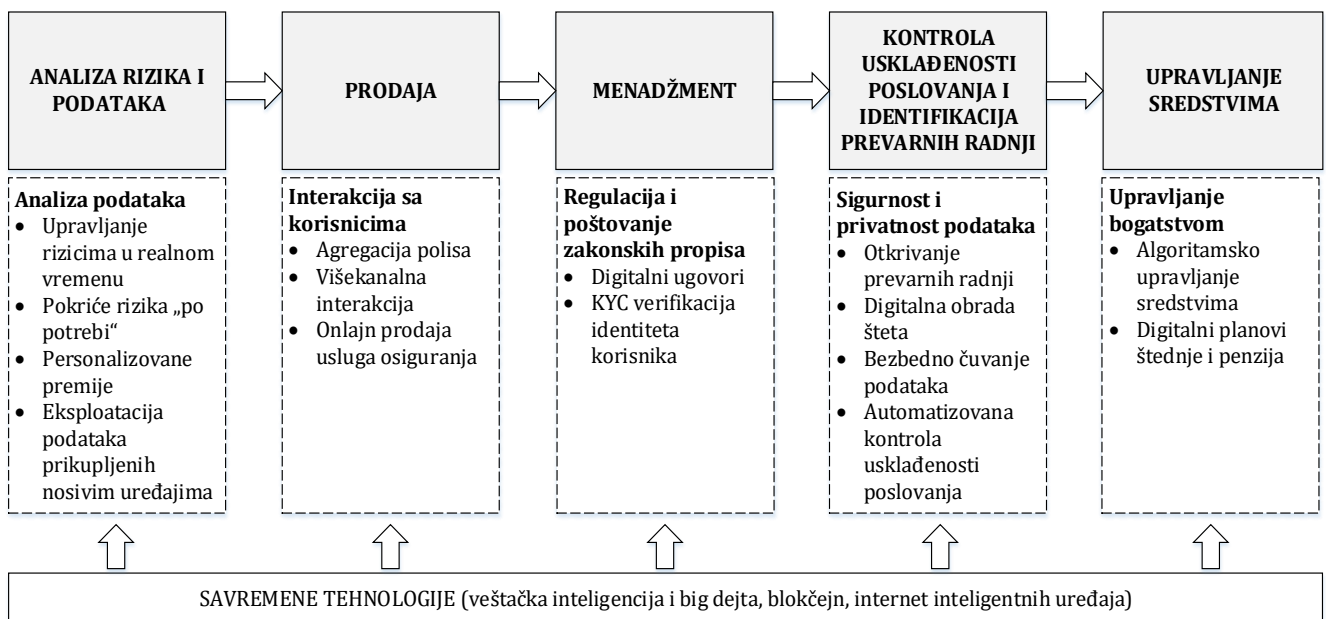 ANALIZA RIZIKA I
PODATAKA
PRODAJA
MENADŽMENT
KONTROLA
USKLAĐENOSTI
POSLOVANJA I
IDENTIFIKACIJA
PREVARNIH RADNJI
UPRAVLJANJE
SREDSTVIMA
Analiza podataka
• Upravljanje
rizicima u realnom
vremenu
• Pokriće rizika „po
potrebi“
• Personalizovane
premije
• Eksploatacija
podataka
prikupljenih
nosivim uređajima
Interakcija sa
korisnicima
• Agregacija polisa
• Višekanalna
interakcija
• Onlajn prodaja
usluga osiguranja
Regulacija i
poštovanje
zakonskih propisa
• Digitalni ugovori
• KYC verifikacija
identiteta
korisnika
Sigurnost i
privatnost podataka
• Otkrivanje
prevarnih radnji
• Digitalna obrada
šteta
• Bezbedno čuvanje
podataka
• Automatizovana
kontrola
usklađenosti
poslovanja
Upravljanje
bogatstvom
• Algoritamsko
upravljanje
sredstvima
• Digitalni planovi
štednje i penzija
SAVREMENE TEHNOLOGIJE (veštačka inteligencija i big dejta, blokčejn, internet inteligentnih uređaja)